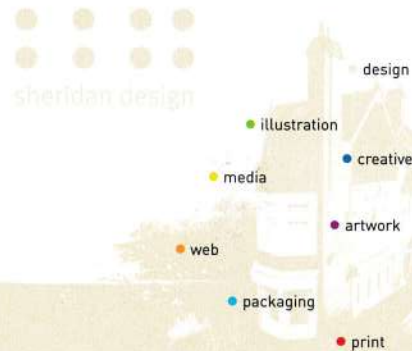 sheridan design
design
illustration
creative
media
artwork
web
packaging
print